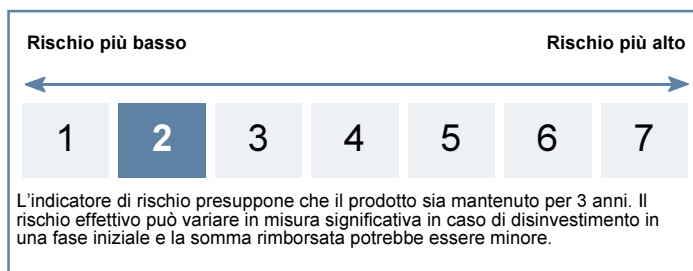 Rischio più basso Rischio più alto
1 2 3 4 5 6 7
L'indicatore di rischio presuppone che il prodotto sia mantenuto per 3 anni. Il
rischio effettivo può variare in misura significativa in caso di disinvestimento in
una fase iniziale e la somma rimborsata potrebbe essere minore.